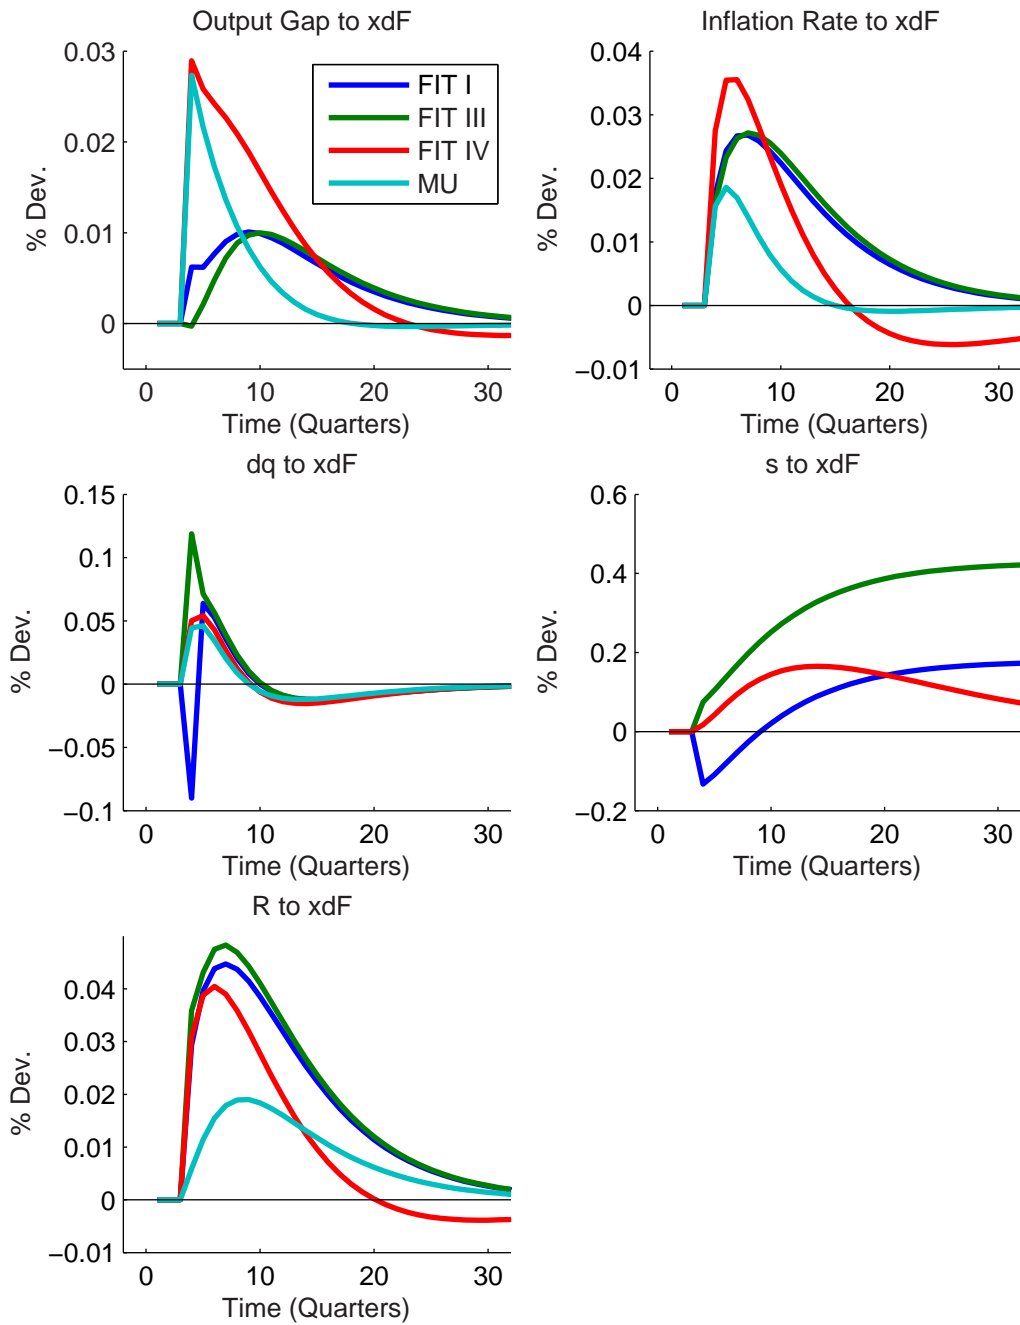 Output Gap to xdF
0.03
0.02
0.01
0
% Dev.
FIT I
FIT III
FIT IV
MU
0 10 20 30
Time (Quarters)
Inflation Rate to xdF
0.04
0.03
0.02
0.01
0
−0.01
% Dev.
0 10 20 30
Time (Quarters)
dq to xdF
0.15
0.1
0.05
0
−0.05
−0.1
% Dev.
0 10 20 30
Time (Quarters)
s to xdF
0.6
0.4
0.2
0
−0.2
% Dev.
0 10 20 30
Time (Quarters)
R to xdF
0.04
0.03
0.02
0.01
0
−0.01
% Dev.
0 10 20 30
Time (Quarters)